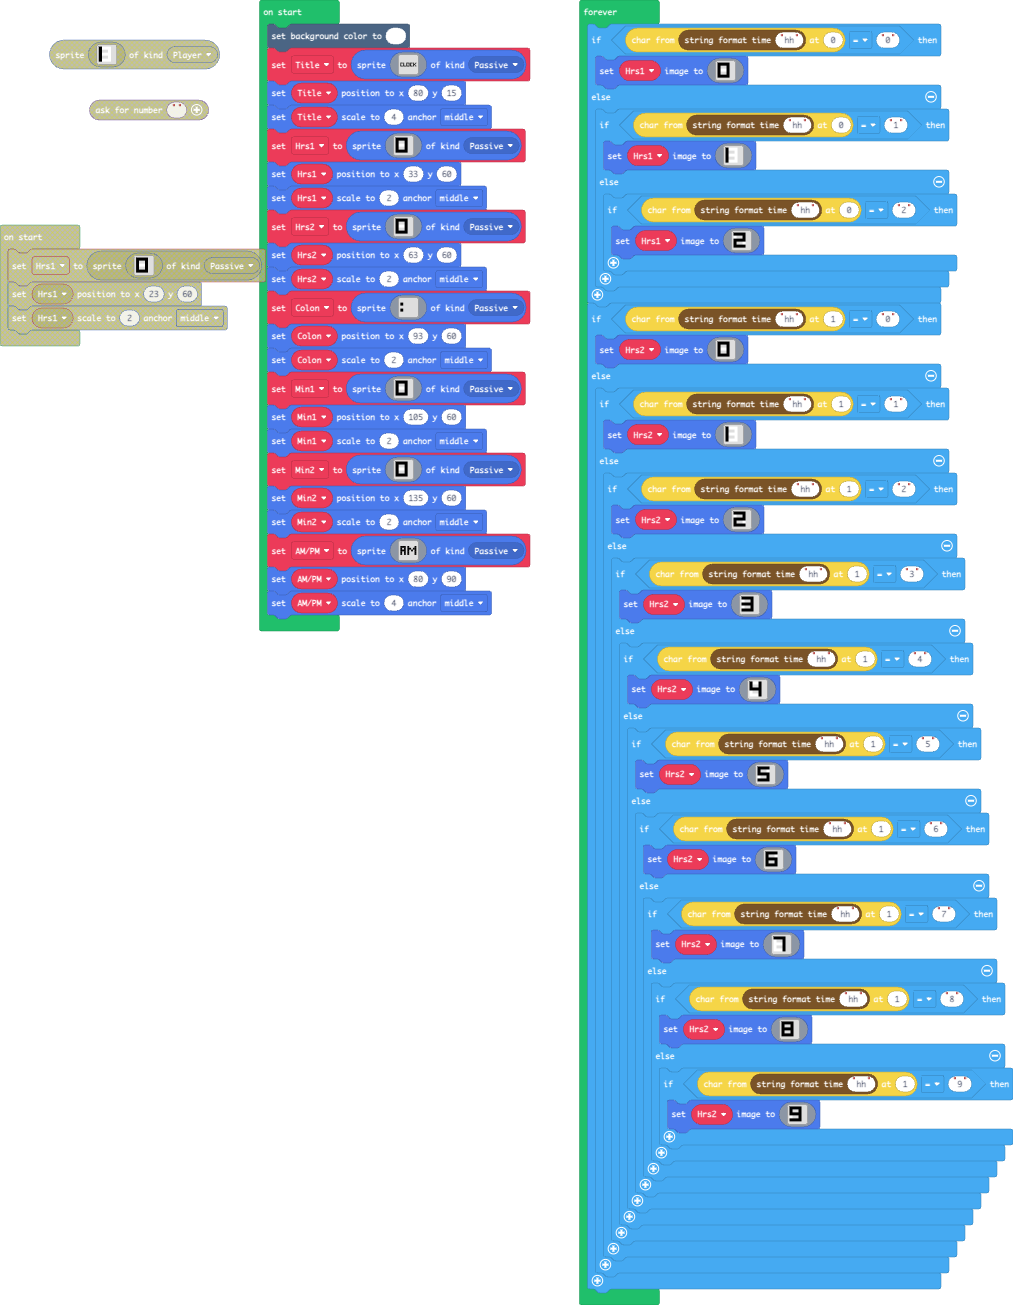 sprite of kind Player
ask for number " "
on start
set Hrs1 to sprite of kind Passive
set Hrs1 position to x 23 y 60
set Hrs1 scale to 2 anchor middle
on start
set background color to
set Title to sprite CLOCK of kind Passive
set Title position to x 80 y 15
set Title scale to 4 anchor middle
set Hrs1 to sprite 0 of kind Passive
set Hrs1 position to x 33 y 60
set Hrs1 scale to 2 anchor middle
set Hrs2 to sprite 0 of kind Passive
set Hrs2 position to x 63 y 60
set Hrs2 scale to 2 anchor middle
set Colon to sprite : of kind Passive
set Colon position to x 93 y 60
set Colon scale to 2 anchor middle
set Min1 to sprite 0 of kind Passive
set Min1 position to x 105 y 60
set Min1 scale to 2 anchor middle
set Min2 to sprite 0 of kind Passive
set Min2 position to x 135 y 60
set Min2 scale to 2 anchor middle
set AM/PM to sprite AM of kind Passive
set AM/PM position to x 80 y 90
set AM/PM scale to 4 anchor middle
forever
if char from string format time "hh" at 0 = "0" then
set Hrs1 image to 0
else
if char from string format time "hh" at 0 = "1" then
set Hrs1 image to 1
else
if char from string format time "hh" at 0 = "2" then
set Hrs1 image to 2
if char from string format time "hh" at 1 = "0" then
set Hrs2 image to 0
else
if char from string format time "hh" at 1 = "1" then
set Hrs2 image to 1
else
if char from string format time "hh" at 1 = "2" then
set Hrs2 image to 2
else
if char from string format time "hh" at 1 = "3" then
set Hrs2 image to 3
else
if char from string format time "hh" at 1 = "4" then
set Hrs2 image to 4
else
if char from string format time "hh" at 1 = "5" then
set Hrs2 image to 5
else
if char from string format time "hh" at 1 = "6" then
set Hrs2 image to 6
else
if char from string format time "hh" at 1 = "7" then
set Hrs2 image to 7
else
if char from string format time "hh" at 1 = "8" then
set Hrs2 image to 8
else
if char from string format time "hh" at 1 = "9" then
set Hrs2 image to 9